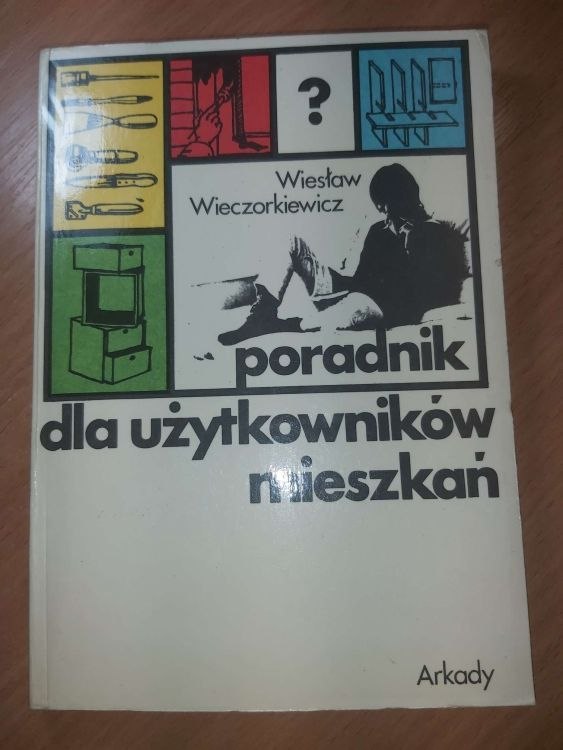 ?
Wiesław
Wieczorkiewicz
poradnik
dla użytkowników
mieszkań
Arkady